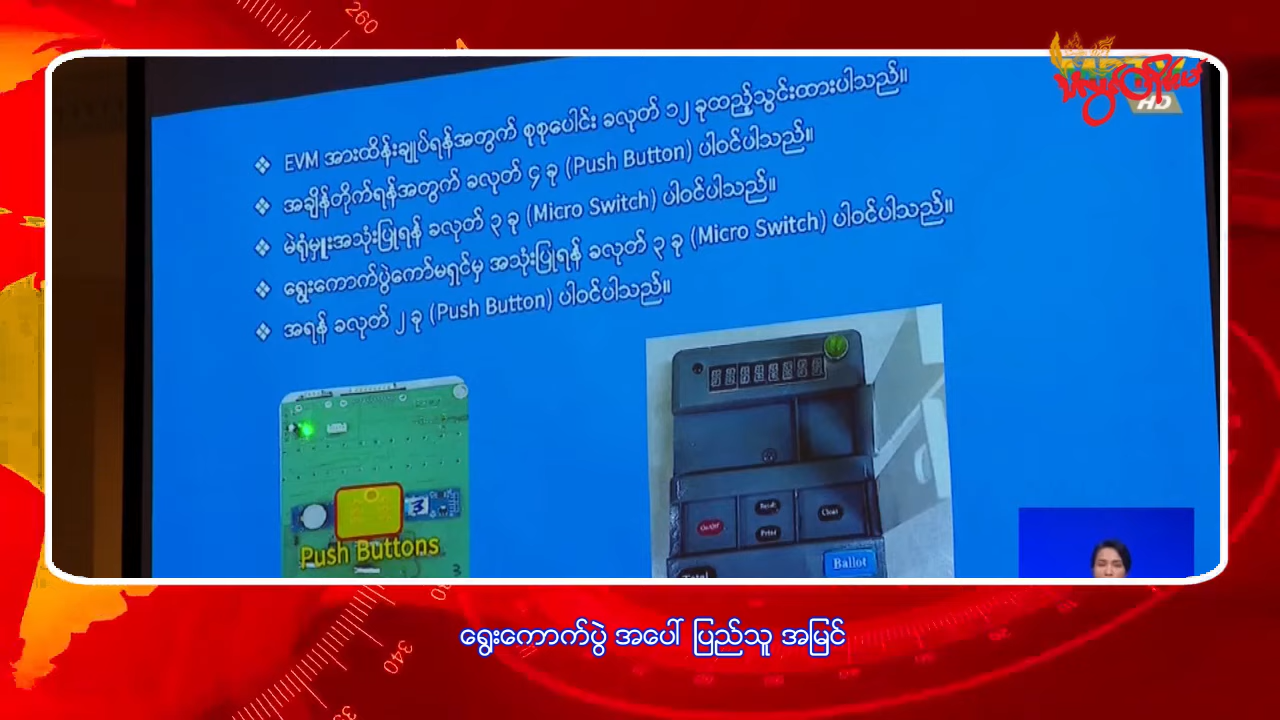 260
HD
❖ EVM အားထိန်းချုပ်ရန်အတွက် စုစုပေါင်း ခလုတ် ၁၂ ခုထည့်သွင်းထားပါသည်။
❖ အချိန်တိုက်ရန်အတွက် ခလုတ် ၄ ခု (Push Button) ပါဝင်ပါသည်။
❖ မဲရုံမှူးအသုံးပြုရန် ခလုတ် ၃ ခု (Micro Switch) ပါဝင်ပါသည်။
❖ ရွေးကောက်ပွဲကော်မရှင်မှ အသုံးပြုရန် ခလုတ် ၃ ခု (Micro Switch) ပါဝင်ပါသည်။
❖ အရန် ခလုတ် ၂ ခု (Push Button) ပါဝင်ပါသည်။
3
Push Buttons
3
On/Off
Result
Print
Clear
Total
Ballot
ရွေးကောက်ပွဲ အပေါ် ပြည်သူ အမြင်
340